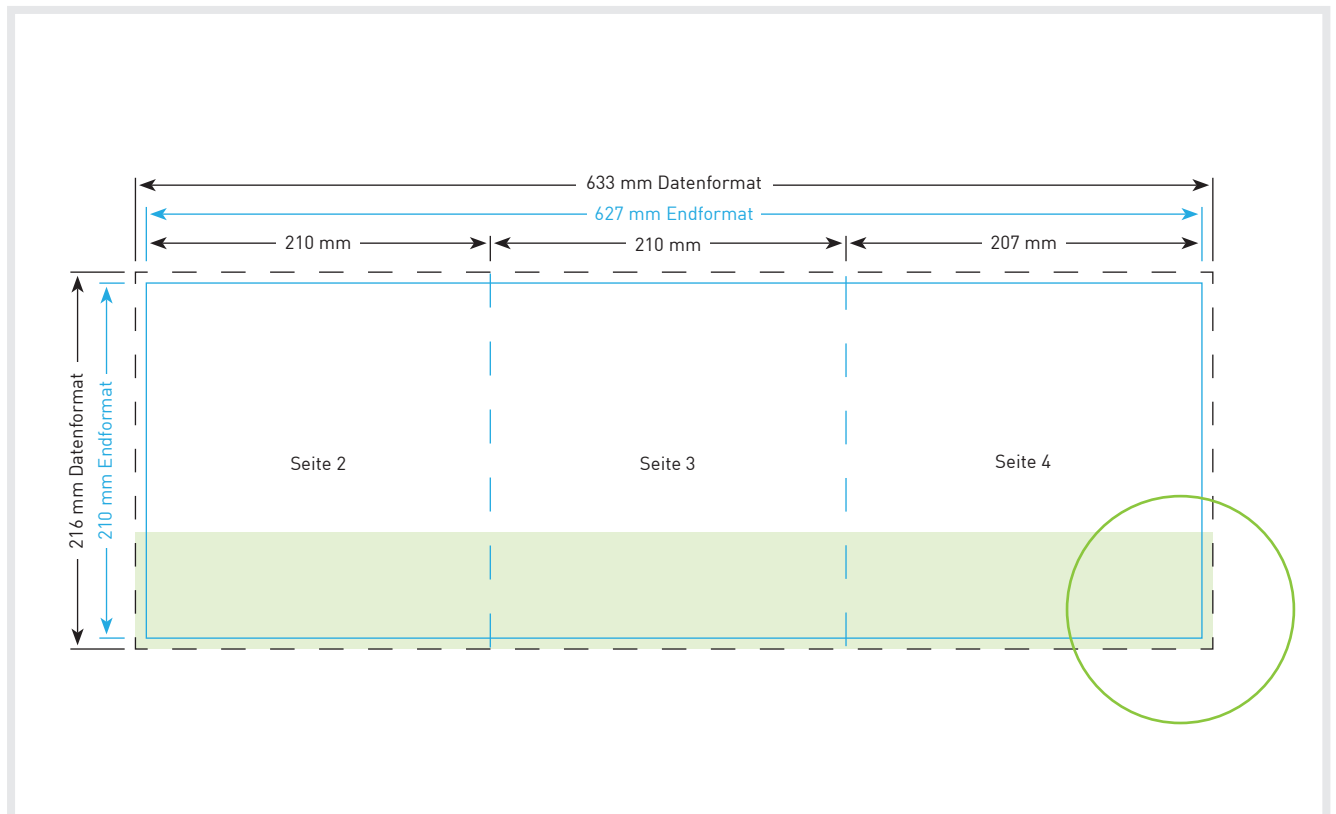 633 mm Datenformat
627 mm Endformat
210 mm
210 mm
207 mm
216 mm Datenformat
210 mm Endformat
Seite 2
Seite 3
Seite 4